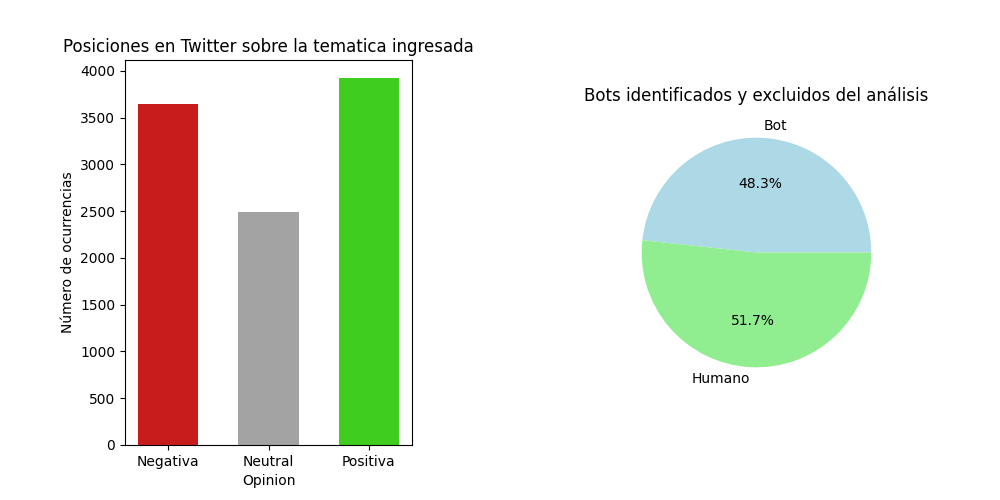 Posiciones en Twitter sobre la tematica ingresada
Número de ocurrencias
4000
3500
3000
2500
2000
1500
1000
500
0
Negativa
Neutral
Positiva
Opinion
Bots identificados y excluidos del análisis
Bot
48.3%
51.7%
Humano